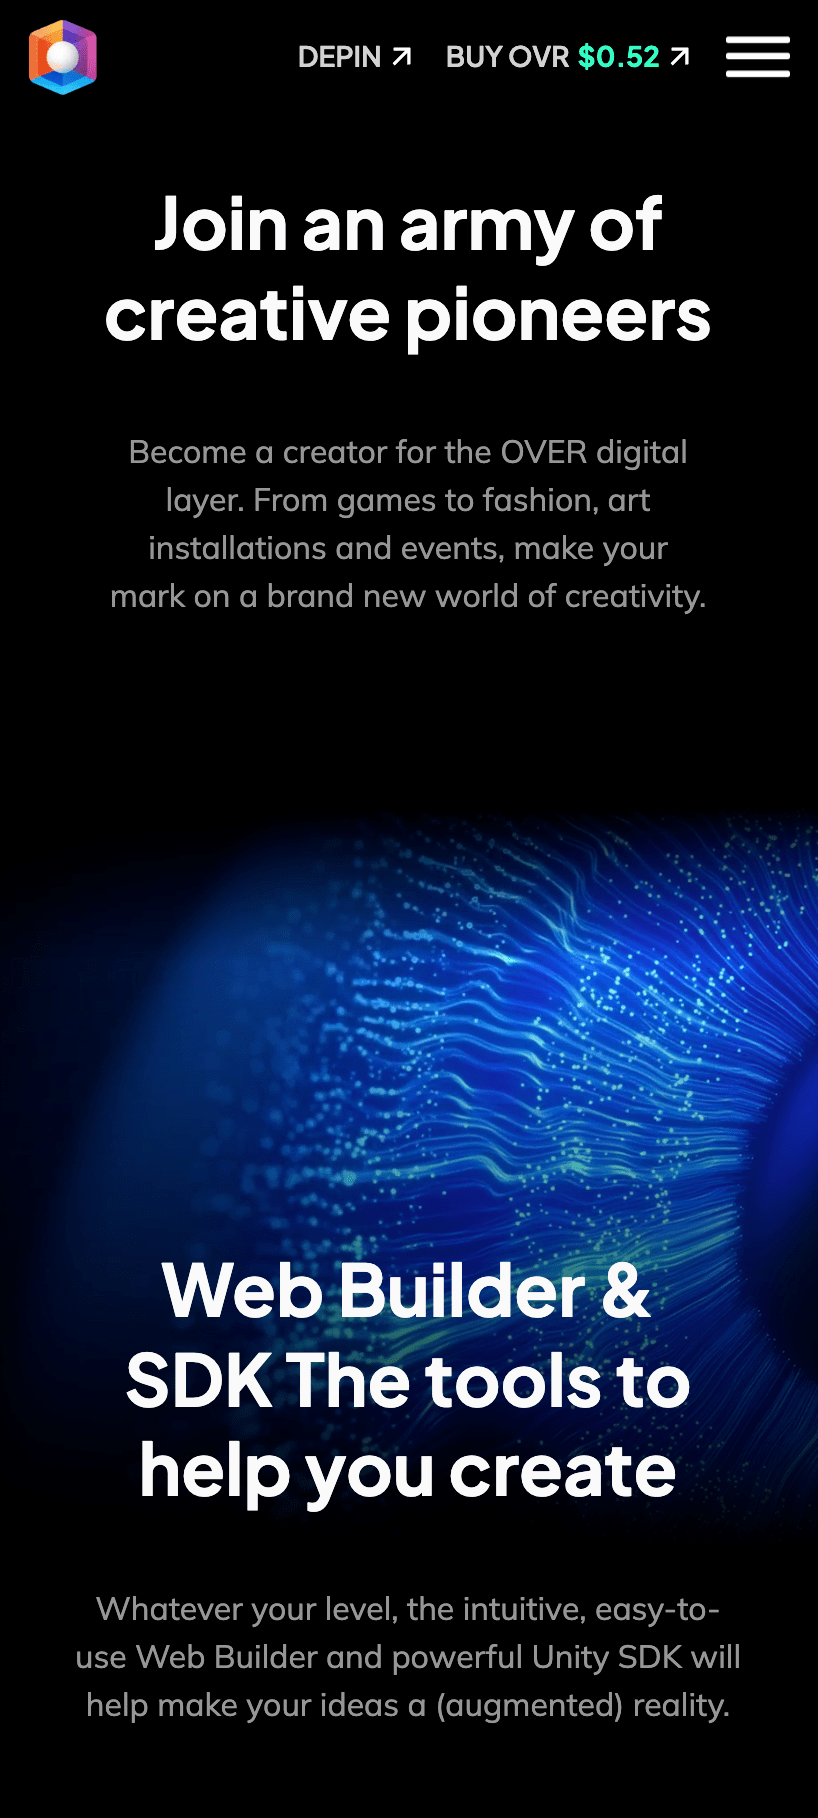 DEPIN BUY OVR $0.52
Join an army of
creative pioneers
Become a creator for the OVER digital
layer. From games to fashion, art
installations and events, make your
mark on a brand new world of creativity.
Web Builder &
SDK The tools to
help you create
Whatever your level, the intuitive, easy-to-
use Web Builder and powerful Unity SDK will
help make your ideas a (augmented) reality.